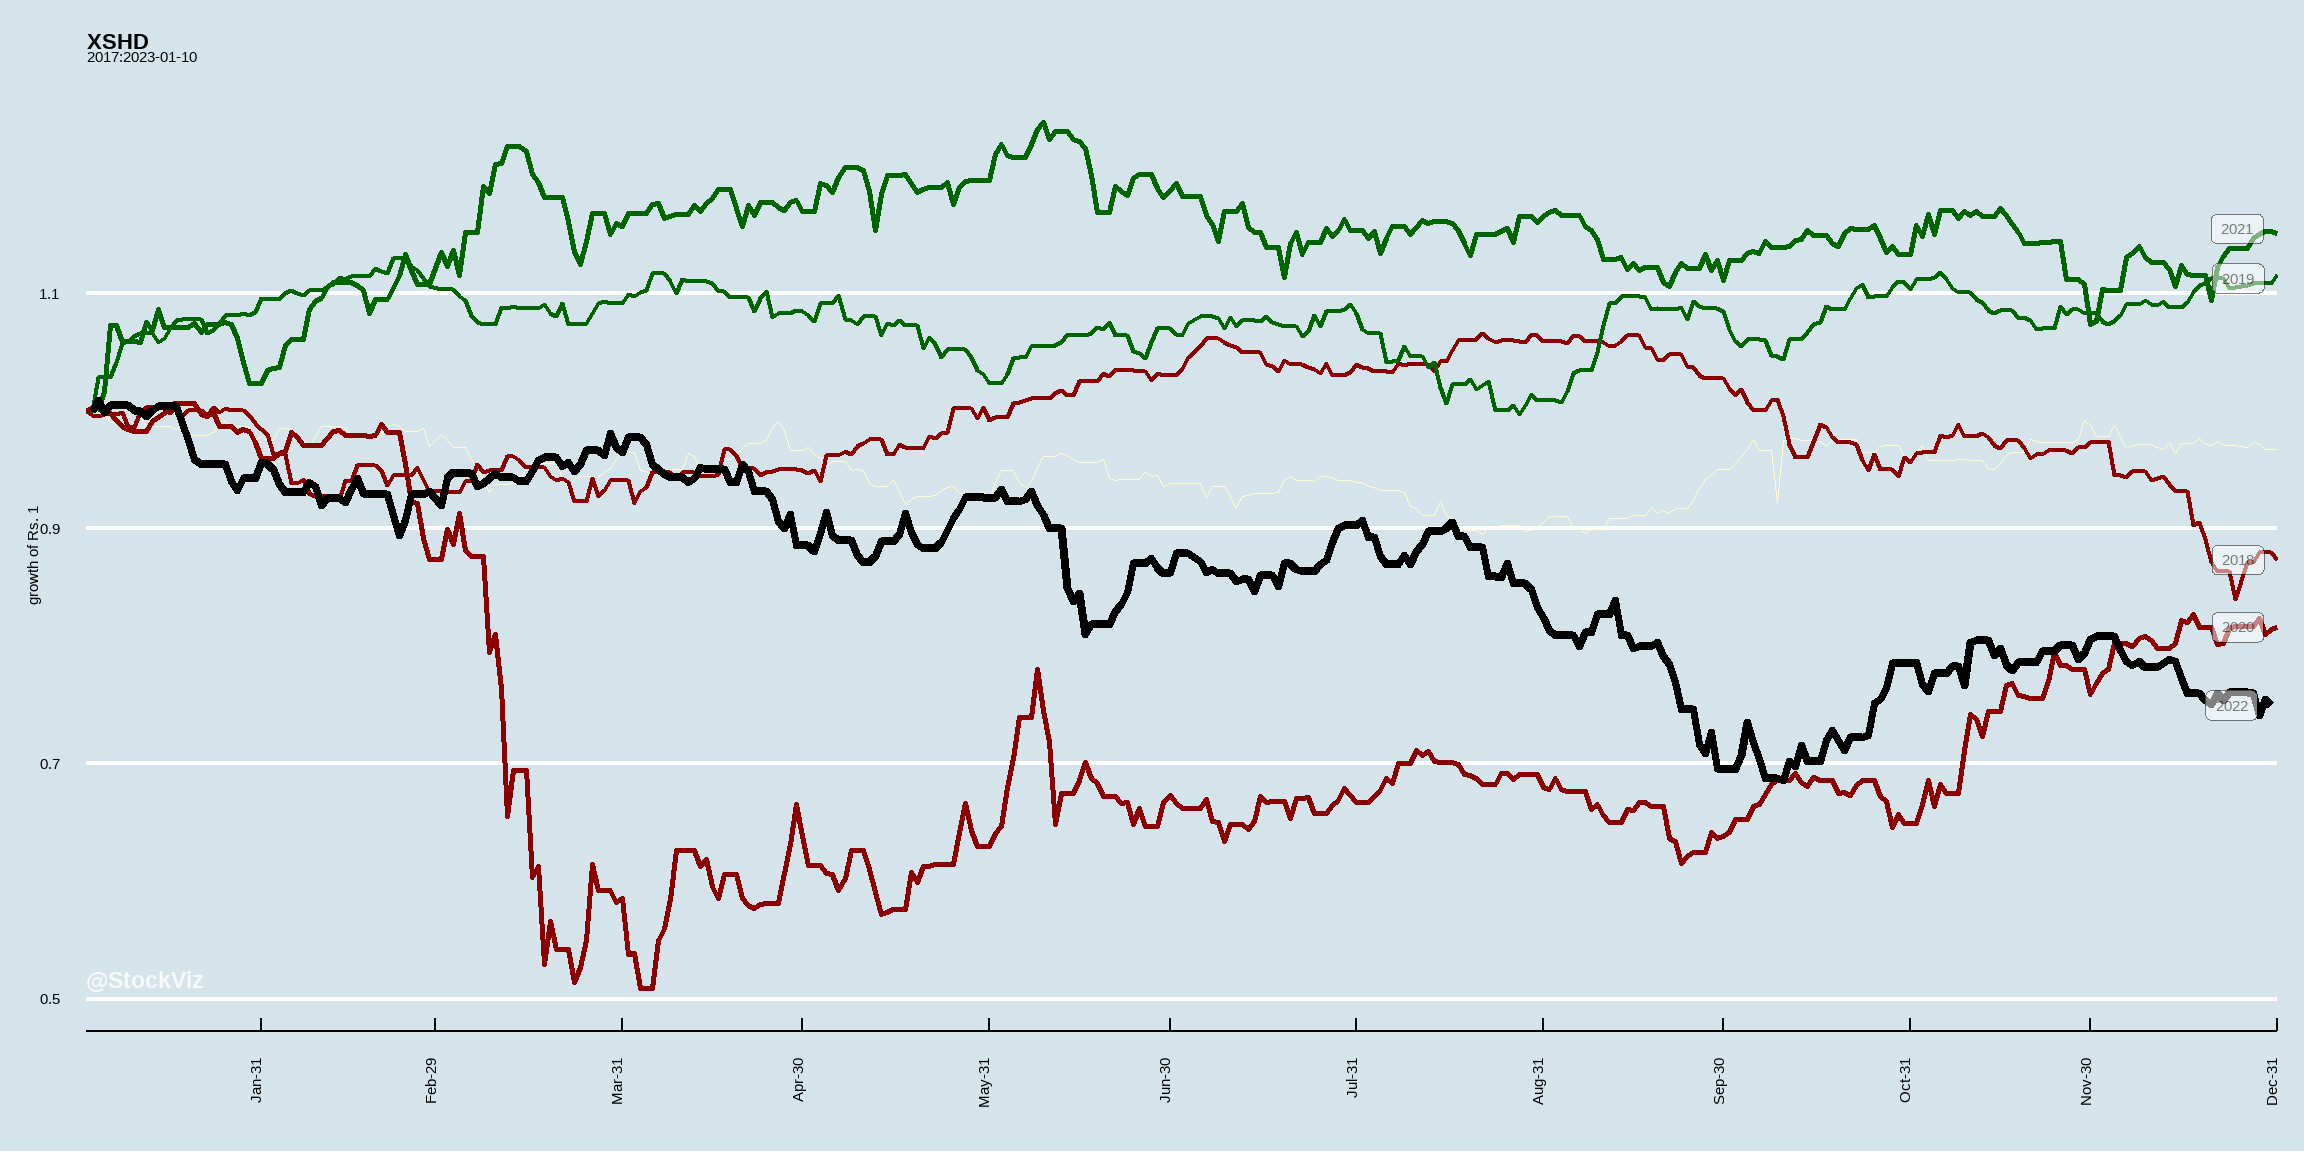 XSHD
2017:2023-01-10
2021
2019
1.1
growth of Rs. 1
0.9
2018
2020
2022
0.7
@StockViz
0.5
Jan-31
Feb-29
Mar-31
Apr-30
May-31
Jun-30
Jul-31
Aug-31
Sep-30
Oct-31
Nov-30
Dec-31